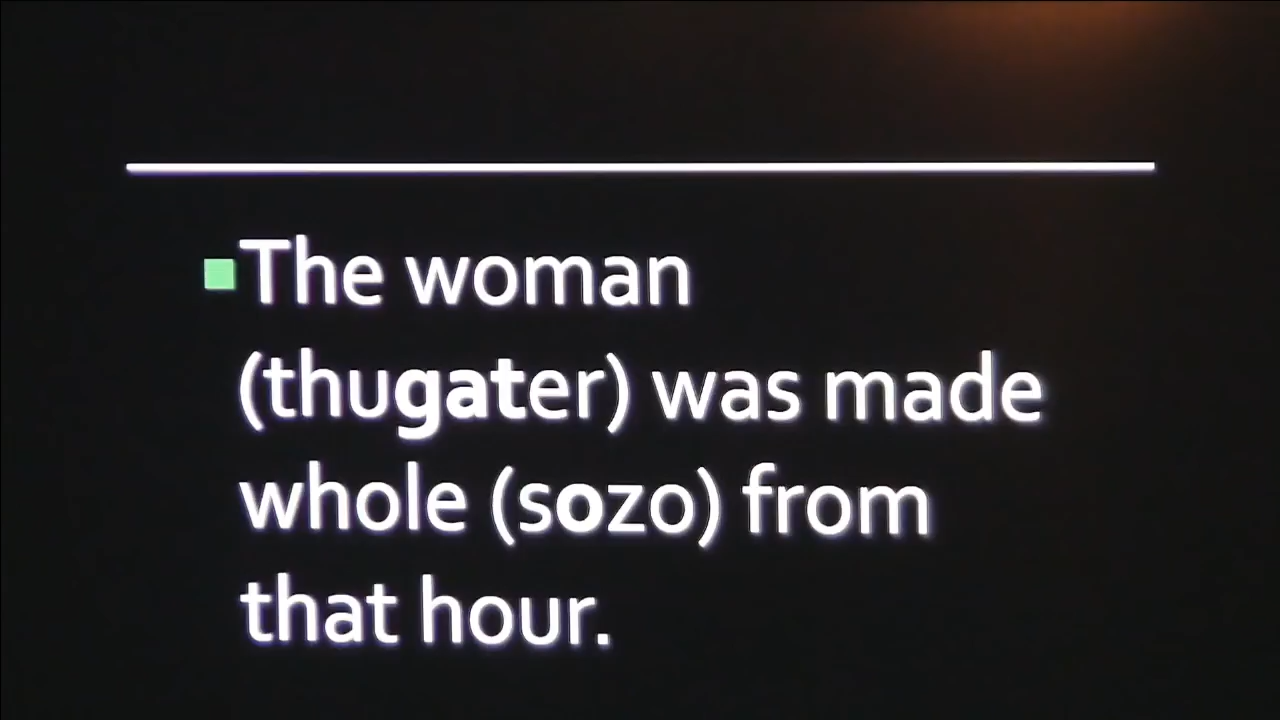 The woman
(thugater) was made
whole (sozo) from
that hour.